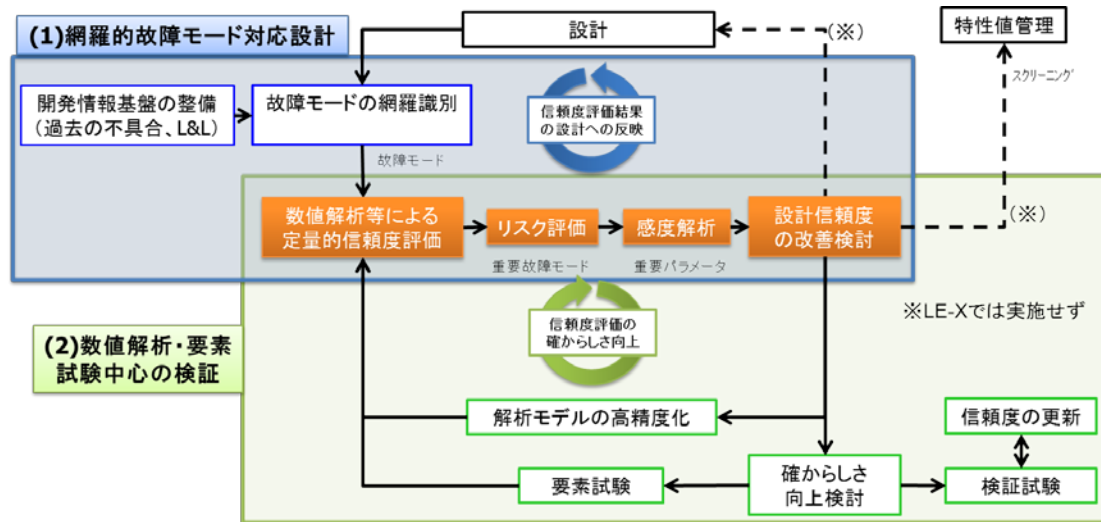 (1)網羅的故障モード対応設計
設計
(※)
特性値管理
スクリーニング
開発情報基盤の整備
(過去の不具合、L&L)
故障モードの網羅識別
信頼度評価結果
の設計への反映
故障モード
数値解析等による
定量的信頼度評価
リスク評価
感度解析
設計信頼度
の改善検討
(※)
重要故障モード
重要パラメータ
信頼度評価の
確からしさ向上
※LE-Xでは実施せず
(2)数値解析・要素
試験中心の検証
解析モデルの高精度化
信頼度の更新
要素試験
確からしさ
向上検討
検証試験